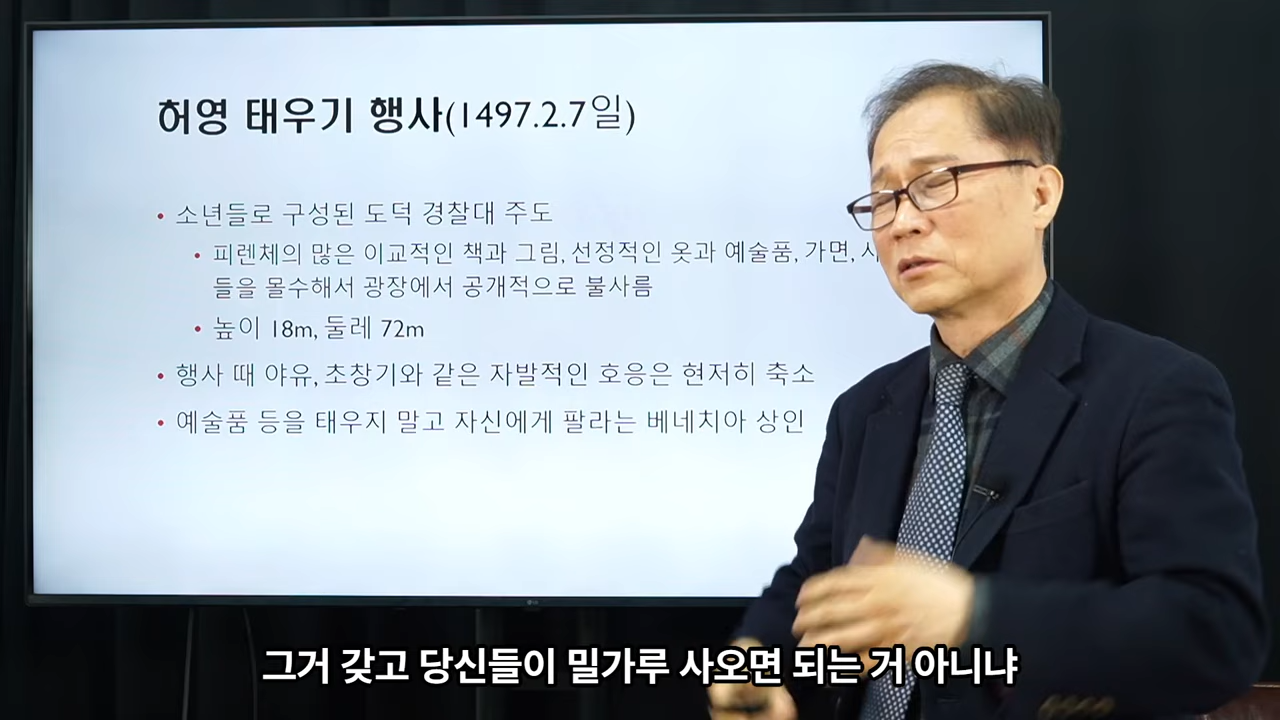 허영 태우기 행사(1497.2.7일)
• 소년들로 구성된 도덕 경찰대 주도
• 피렌체의 많은 이교적인 책과 그림, 선정적인 옷과 예술품, 가면,
들을 몰수해서 광장에서 공개적으로 불사름
• 높이 18m, 둘레 72m
• 행사 때 야유, 초창기와 같은 자발적인 호응은 현저히 축소
• 예술품 등을 태우지 말고 자신에게 팔라는 베네치아 상인
LG
그거 갖고 당신들이 밀가루 사오면 되는 거 아니냐